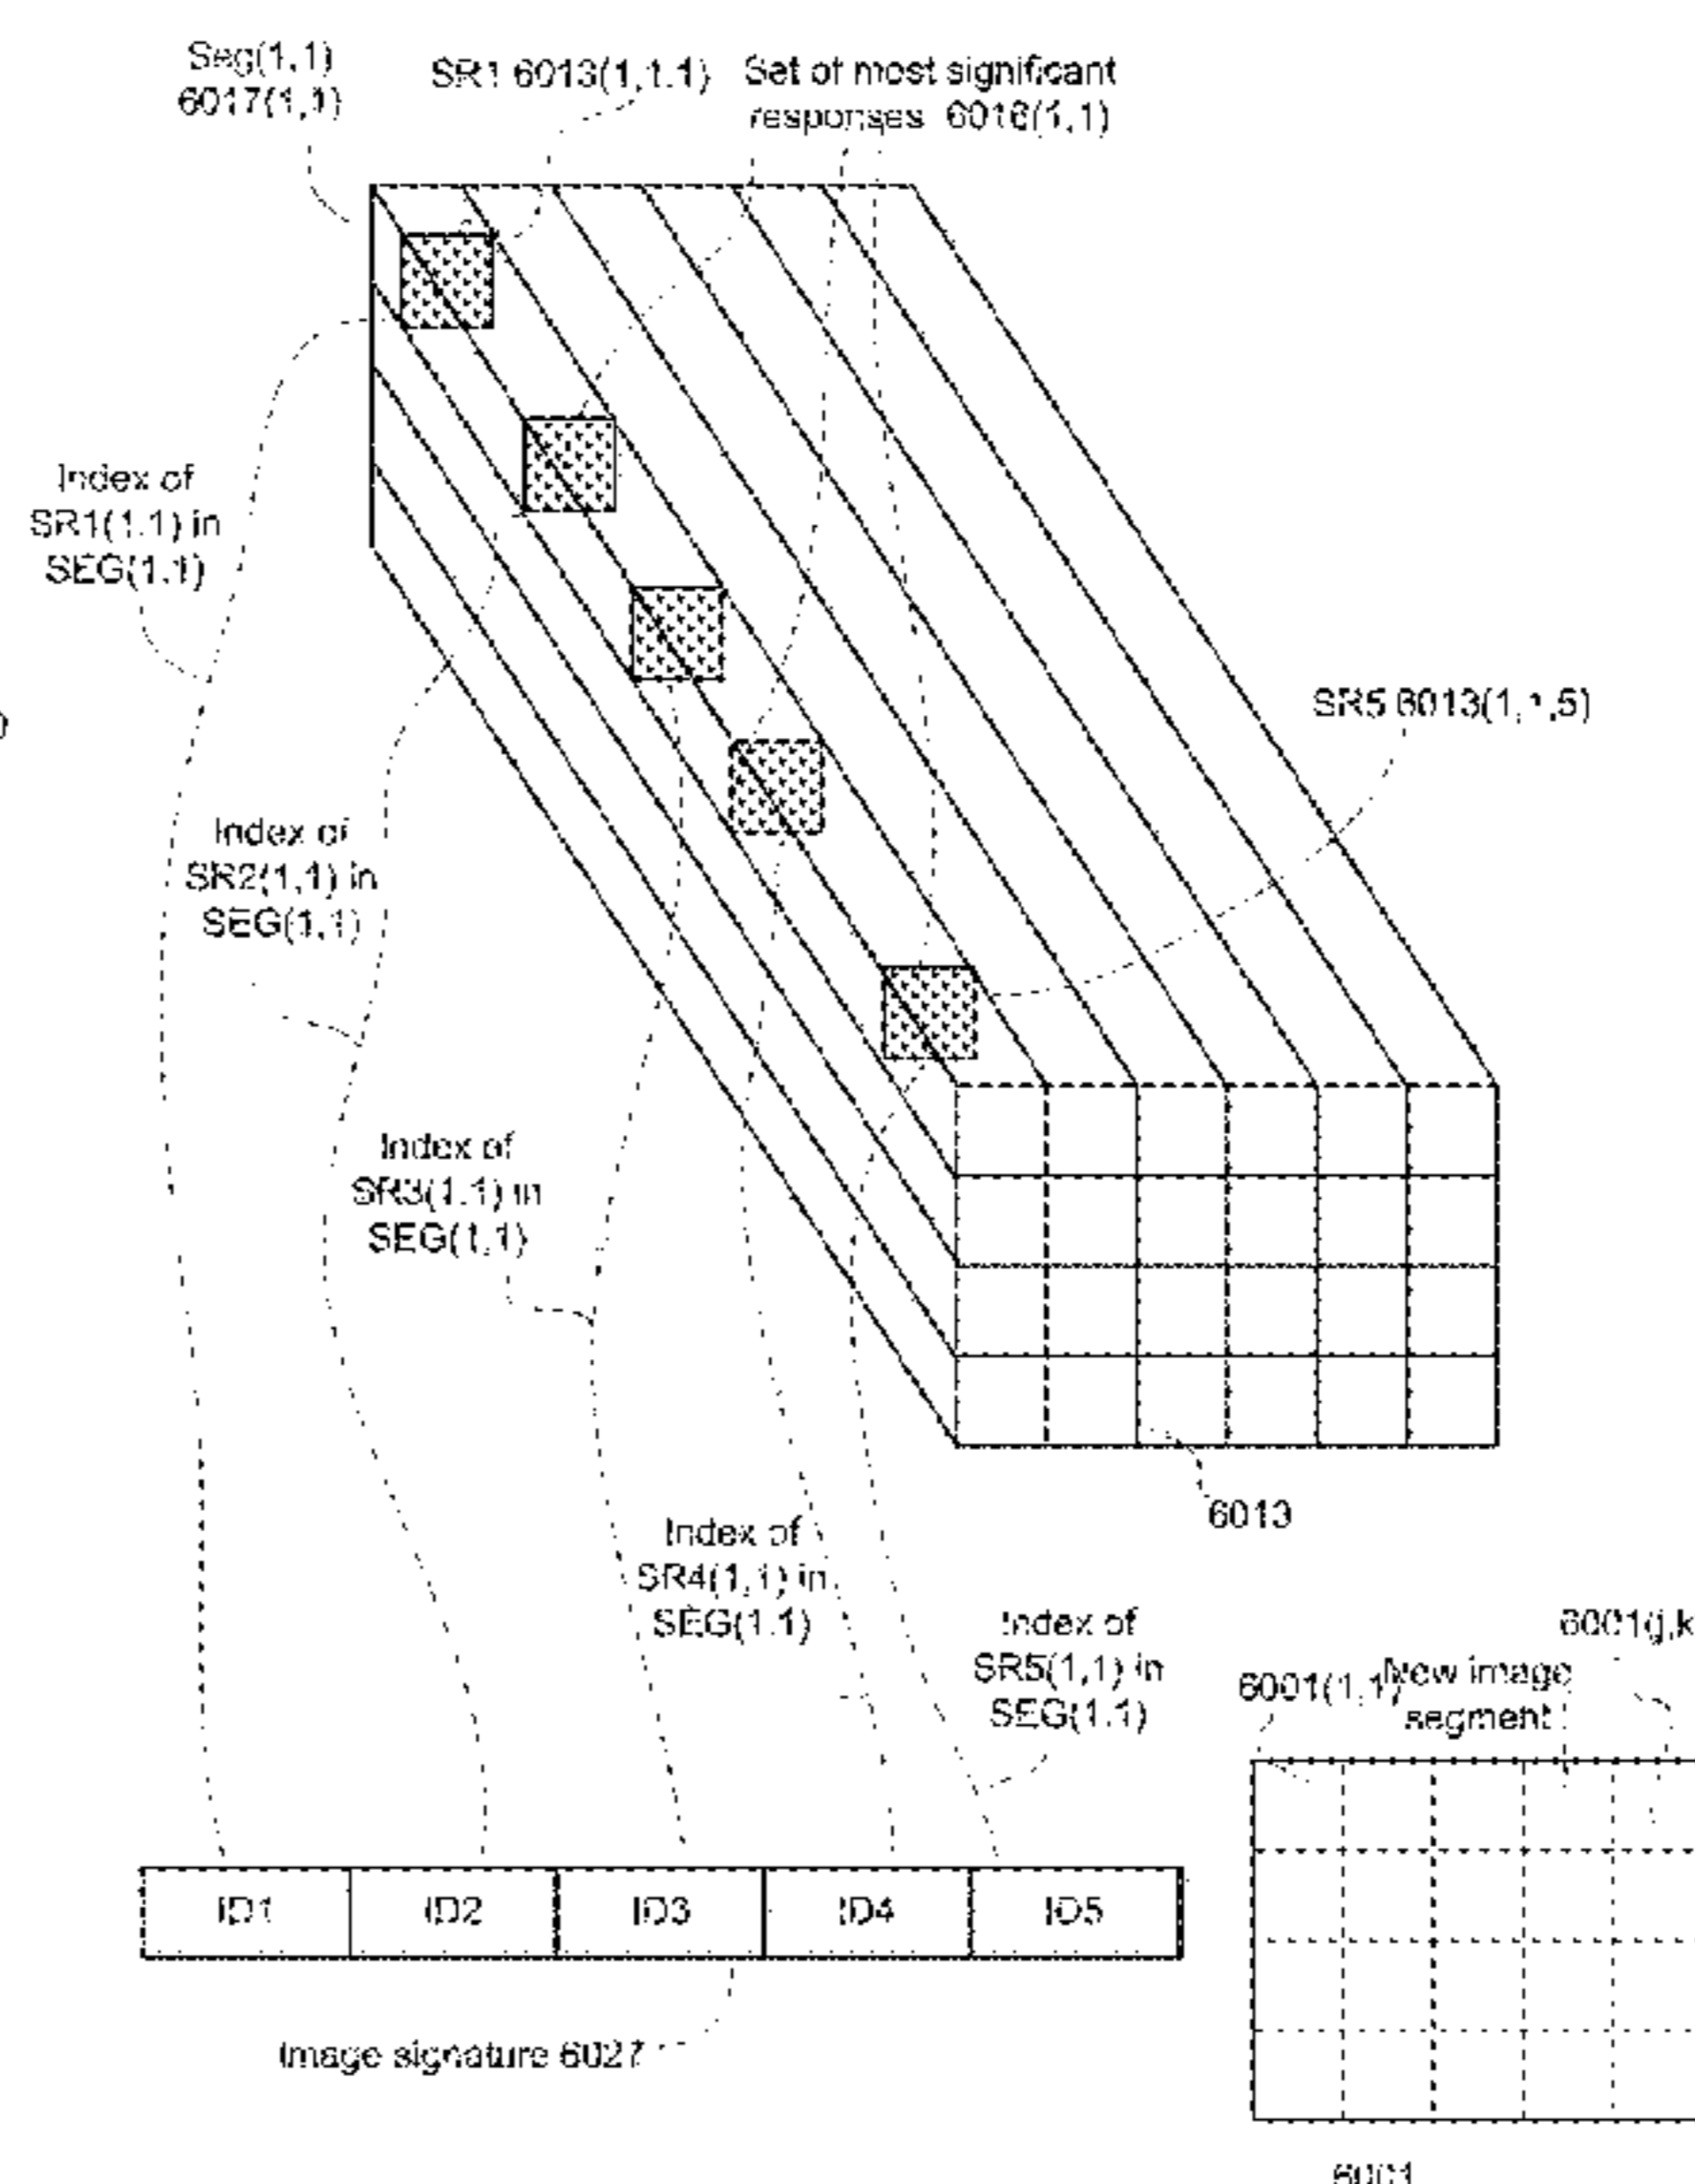 Seg(1,1)
6017(1,1)
SR1 6013(1,1,1)
Set of most significant
responses 6016(1,1)
Index of
SR1(1,1) in
SEG(1,1)
SR5 6013(1,1,5)
)
Index of
SR2(1,1) in
SEG(1,1)
Index of
SR3(1,1) in
SEG(1,1)
6013
Index of
SR4(1,1) in
SEG(1,1)
Index of
SR5(1,1) in
SEG(1,1)
6001(j,k
6001(1,1)
New image
segment
ID1 ID2 ID3 ID4 ID5
Image signature 6027
6001